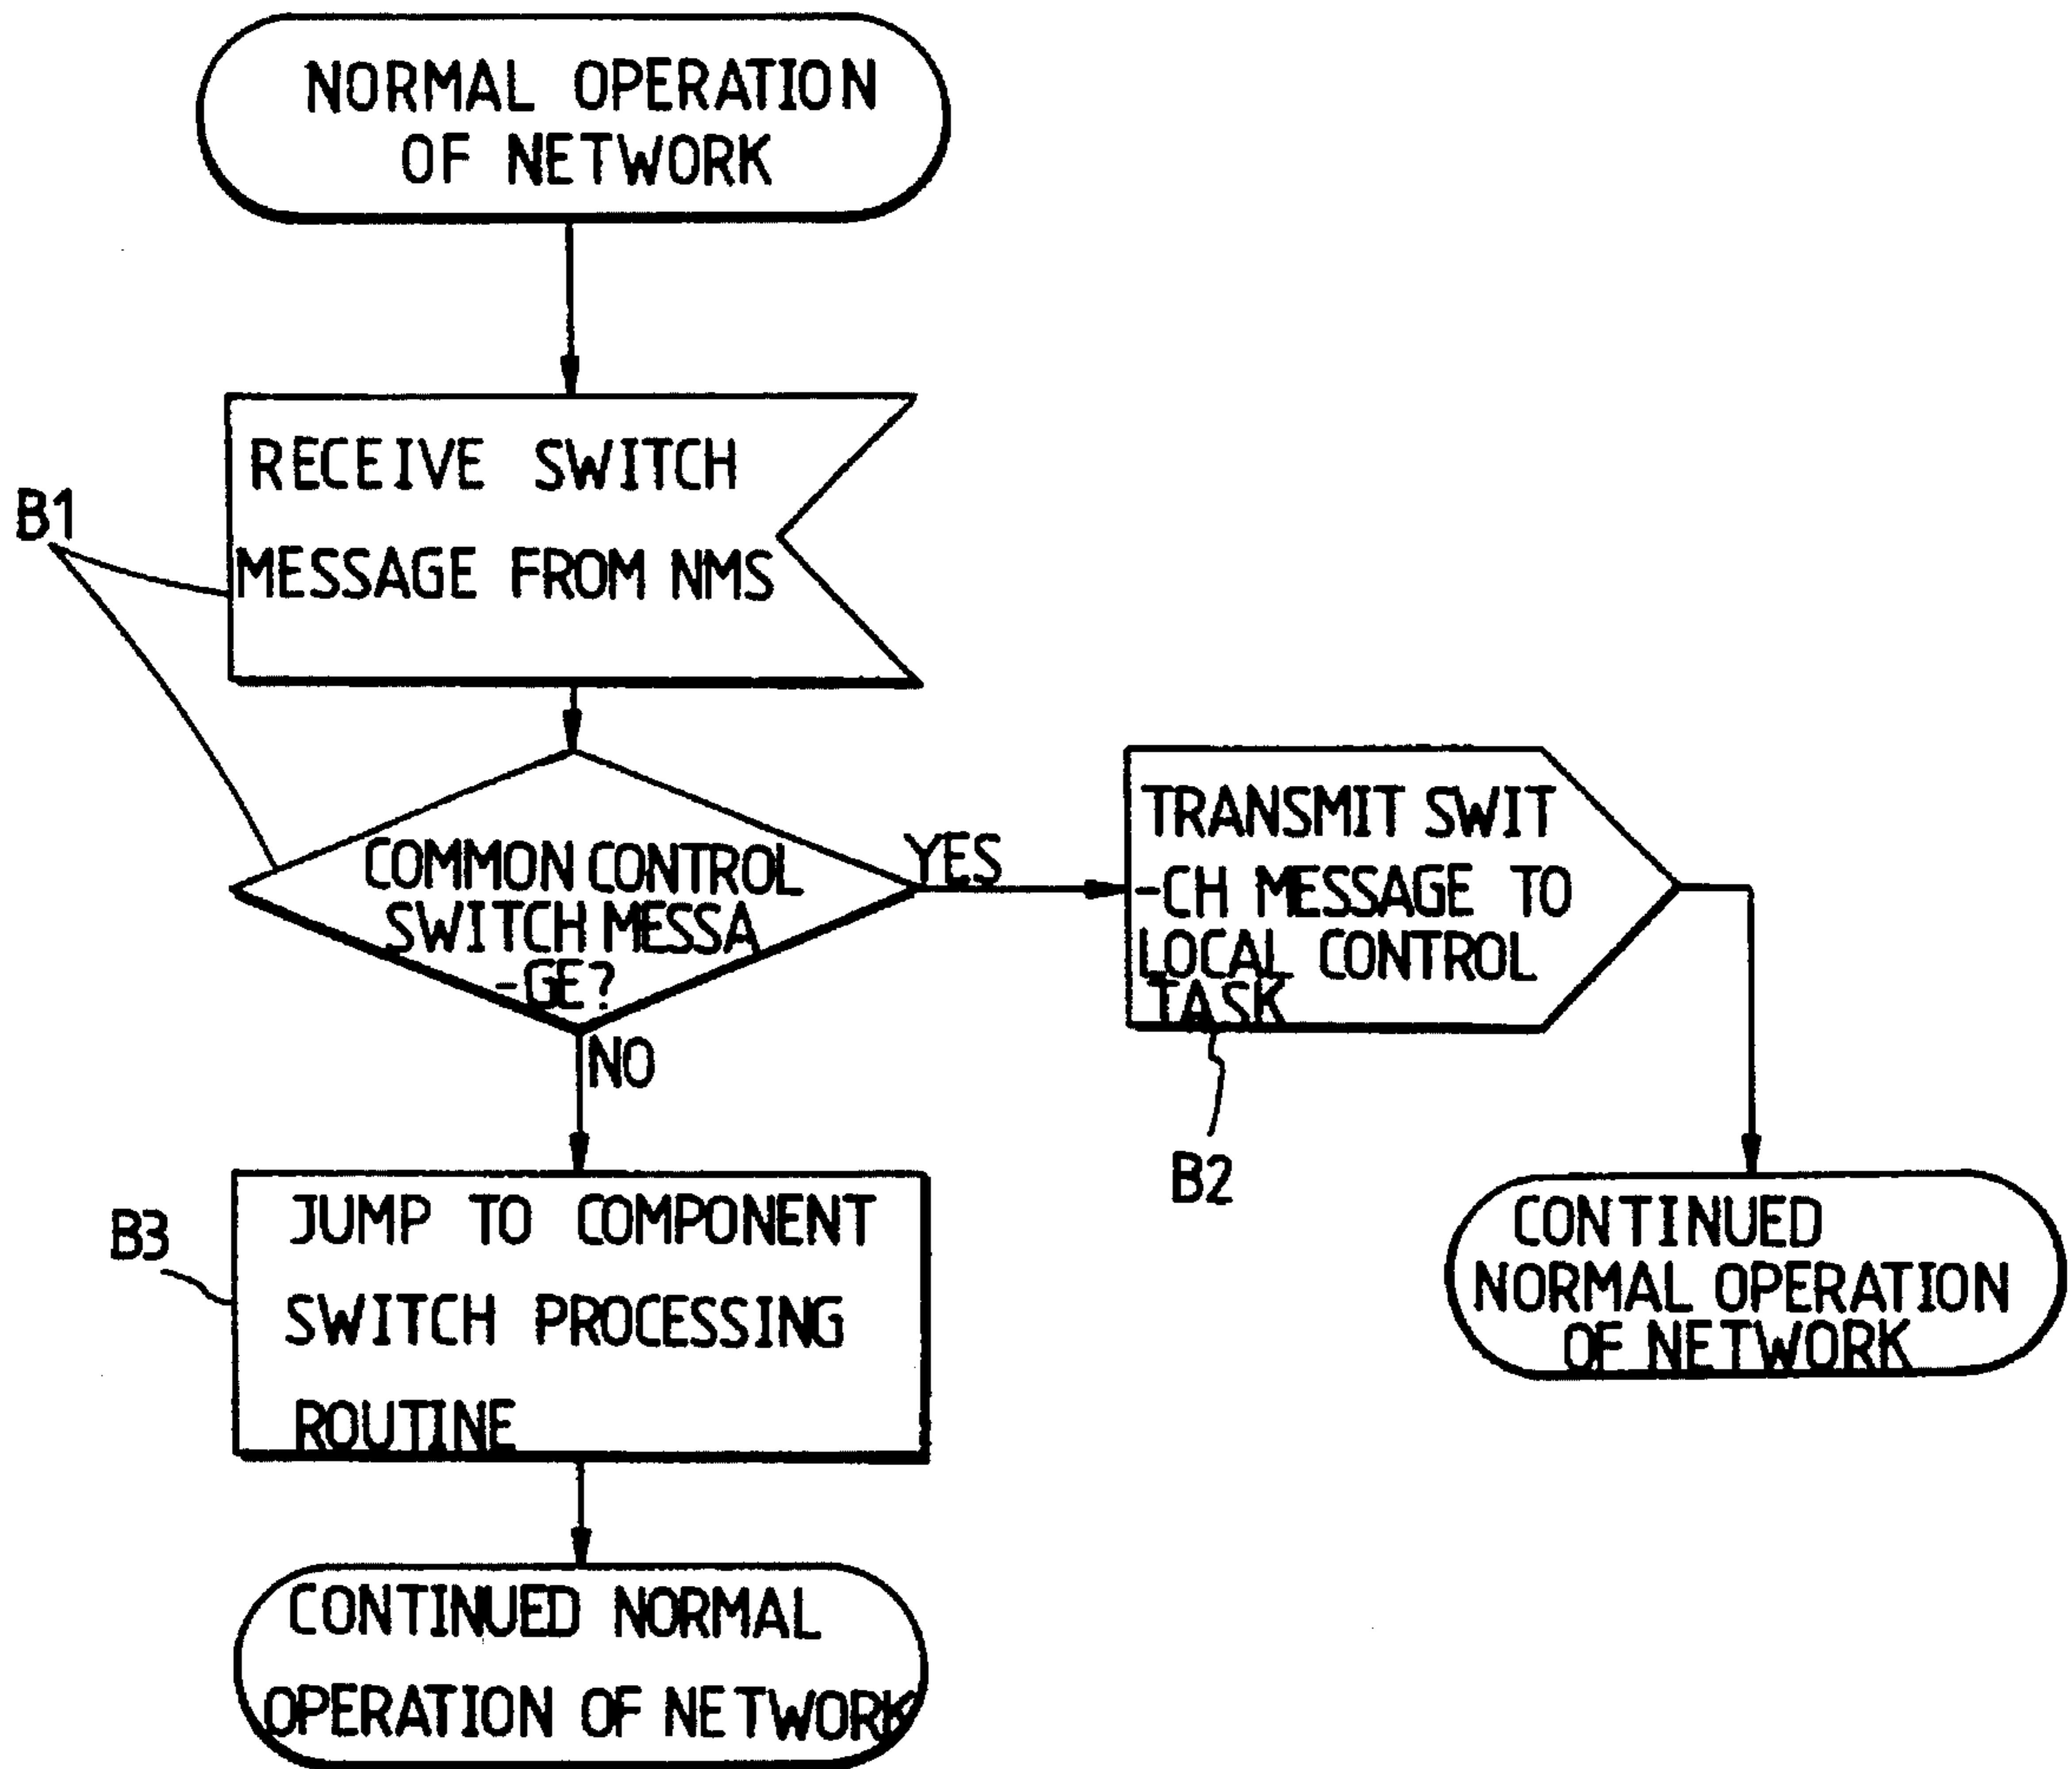 NORMAL OPERATION
OF NETWORK
RECEIVE SWITCH
MESSAGE FROM NMS
B1
COMMON CONTROL
SWITCH MESSA
-GE?
YES
NO
TRANSMIT SWIT
-CH MESSAGE TO
LOCAL CONTROL
TASK
B2
JUMP TO COMPONENT
SWITCH PROCESSING
ROUTINE
B3
CONTINUED
NORMAL OPERATION
OF NETWORK
CONTINUED NORMAL
OPERATION OF NETWORK